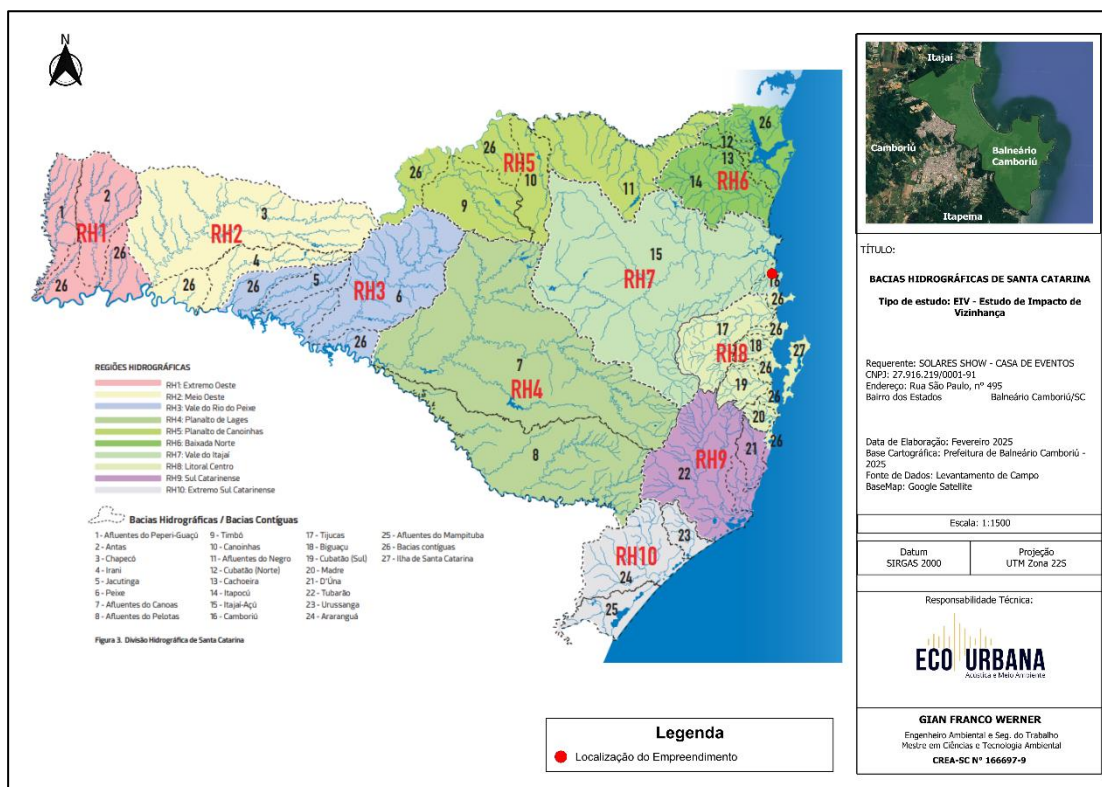 N
RH1
RH2
RH3
RH4
RH5
RH6
RH7
RH8
RH9
RH10
1
2
26
26
3
4
26
26
5
6
26
26
26
9
10
11
12
13
14
26
15
16
26
7
8
17
18
26
26
27
19
26
20
26
21
22
23
24
25
REGIÕES HIDROGRÁFICAS
RH1: Extremo Oeste
RH2: Meio Oeste
RH3: Vale do Rio do Peixe
RH4: Planalto de Lages
RH5: Planalto de Canoinhas
RH6: Baixada Norte
RH7: Vale do Itajaí
RH8: Litoral Centro
RH9: Sul Catarinense
RH10: Extremo Sul Catarinense
Bacias Hidrográficas / Bacias Contíguas
1 - Afluentes do Peperi-Guaçú
2 - Antas
3 - Chapecó
4 - Irani
5 - Jacutinga
6 - Peixe
7 - Afluentes do Canoas
8 - Afluentes do Pelotas
9 - Timbó
10 - Canoinhas
11 - Afluentes do Negro
12 - Cubatão (Norte)
13 - Cachoeira
14 - Itapocú
15 - Itajaí-Açú
16 - Camboriú
17 - Tijucas
18 - Biguaçu
19 - Cubatão (Sul)
20 - Madre
21 - D'Úna
22 - Tubarão
23 - Urussanga
24 - Araranguá
25 - Afluentes do Mampituba
26 - Bacias contíguas
27 - Ilha de Santa Catarina
Figura 3. Divisão Hidrográfica de Santa Catarina
Legenda
Localização do Empreendimento
Itajaí
Camboriú
Balneário
Camboriú
Itapema
TÍTULO:
BACIAS HIDROGRÁFICAS DE SANTA CATARINA
Tipo de estudo: EIV - Estudo de Impacto de
Vizinhança
Requerente: SOLARES SHOW - CASA DE EVENTOS
CNPJ: 27.916.219/0001-91
Endereço: Rua São Paulo, nº 495
Bairro dos Estados Balneário Camboriú/SC
Data de Elaboração: Fevereiro 2025
Base Cartográfica: Prefeitura de Balneário Camboriú -
2025
Fonte de Dados: Levantamento de Campo
BaseMap: Google Satellite
Escala: 1:1500
Datum
SIRGAS 2000
Projeção
UTM Zona 22S
Responsabilidade Técnica:
ECO URBANA
Acústica e Meio Ambiente
GIAN FRANCO WERNER
Engenheiro Ambiental e Seg. do Trabalho
Mestre em Ciências e Tecnologia Ambiental
CREA-SC N° 166697-9